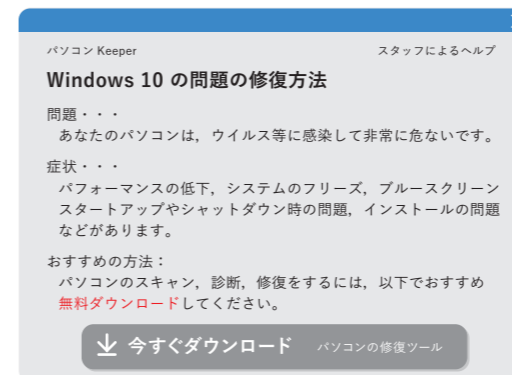 パソコン Keeper
スタッフによるヘルプ
Windows 10 の問題の修復方法
問題・・・
あなたのパソコンは，ウイルス等に感染して非常に危ないです。
症状・・・
パフォーマンスの低下，システムのフリーズ，ブルースクリーン
スタートアップやシャットダウン時の問題，インストールの問題
などがあります。
おすすめの方法：
パソコンのスキャン，診断，修復をするには，以下でおすすめ
無料ダウンロードしてください。
今すぐダウンロード パソコンの修復ツール